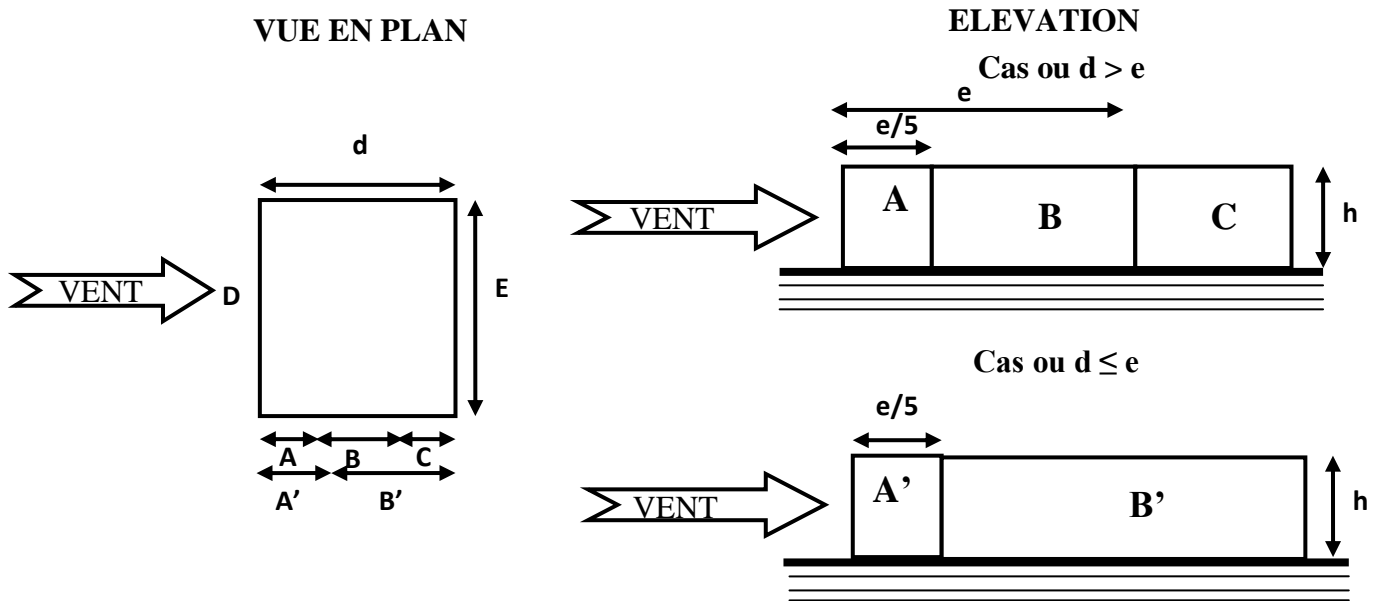 VUE EN PLAN
d
VENT
D
E
A B C
A’ B’
ELEVATION
Cas ou d > e
e
e/5
VENT
A B C
h
Cas ou d ≤ e
e/5
VENT
A’ B’
h